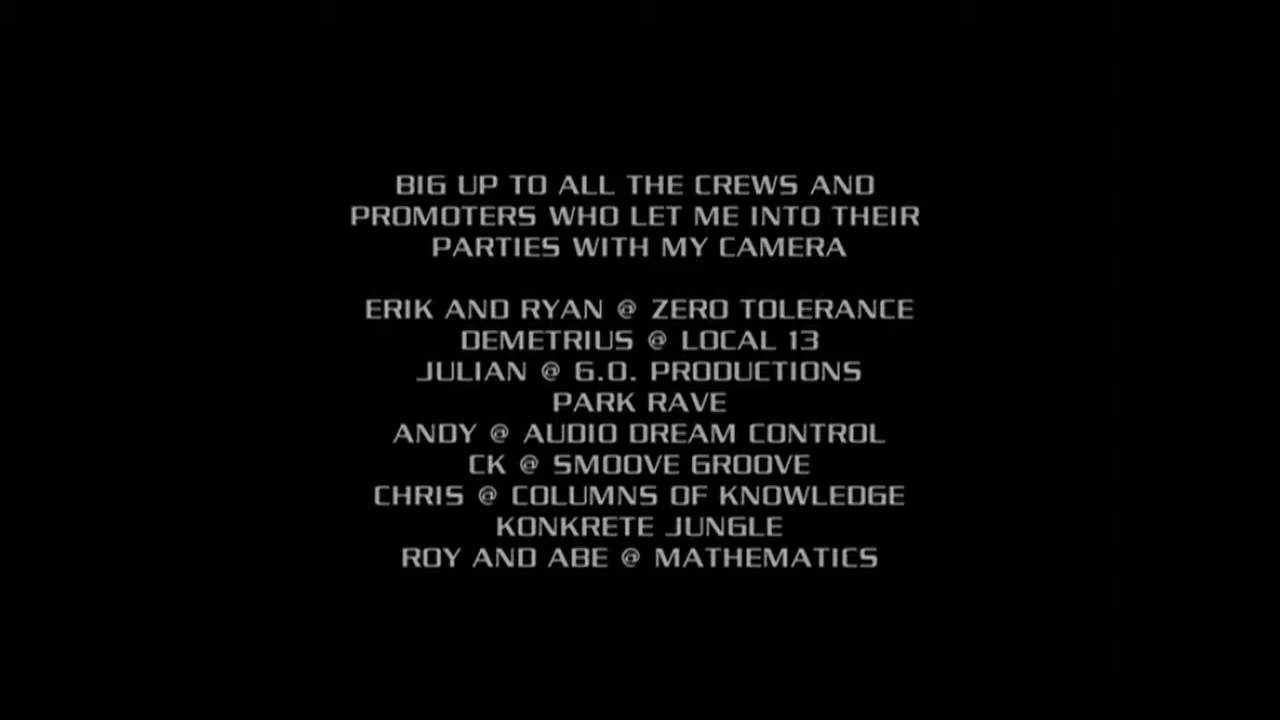 BIG UP TO ALL THE CREWS AND
PROMOTERS WHO LET ME INTO THEIR
PARTIES WITH MY CAMERA
ERIK AND RYAN @ ZERO TOLERANCE
DEMETRIUS @ LOCAL 13
JULIAN @ G.O. PRODUCTIONS
PARK RAVE
ANDY @ AUDIO DREAM CONTROL
CK @ SMOOVE GROOVE
CHRIS @ COLUMNS OF KNOWLEDGE
KONKRETE JUNGLE
ROY AND ABE @ MATHEMATICS